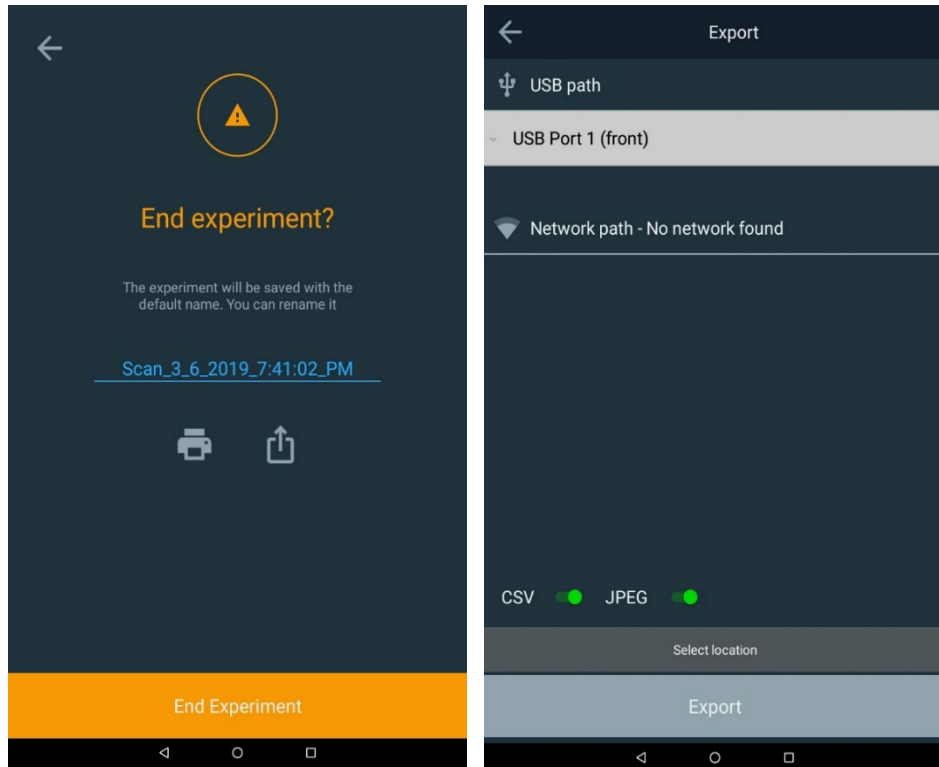 End experiment?
The experiment will be saved with the
default name. You can rename it
Scan_3_6_2019_7:41:02_PM
End Experiment
Export
USB path
USB Port 1 (front)
Network path - No network found
CSV JPEG
Select location
Export